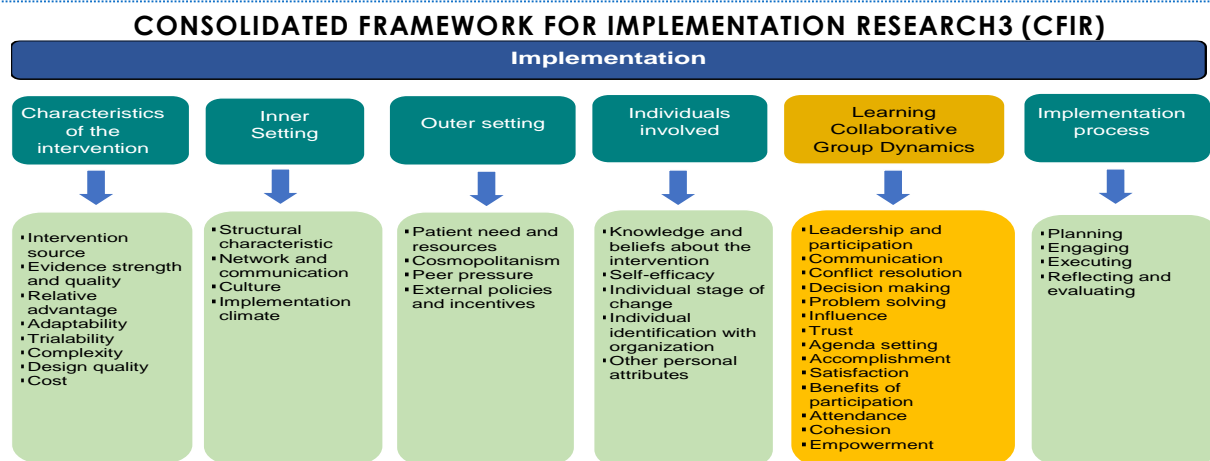 CONSOLIDATED FRAMEWORK FOR IMPLEMENTATION RESEARCH3 (CFIR)
Implementation
Characteristics
of the
intervention
▪Intervention
source
▪Evidence strength
and quality
▪Relative
advantage
▪Adaptability
▪Trialability
▪Complexity
▪Design quality
▪Cost
Inner
Setting
▪Structural
characteristic
▪Network and
communication
▪Culture
▪Implementation
climate
Outer setting
▪Patient need and
resources
▪Cosmopolitanism
▪Peer pressure
▪External policies
and incentives
Individuals
involved
▪Knowledge and
beliefs about the
intervention
▪Self-efficacy
▪Individual stage of
change
▪Individual
identification with
organization
▪Other personal
attributes
Learning
Collaborative
Group Dynamics
▪Leadership and
participation
▪Communication
▪Conflict resolution
▪Decision making
▪Problem solving
▪Influence
▪Trust
▪Agenda setting
▪Accomplishment
▪Satisfaction
▪Benefits of
participation
▪Attendance
▪Cohesion
▪Empowerment
Implementation
process
▪Planning
▪Engaging
▪Executing
▪Reflecting and
evaluating